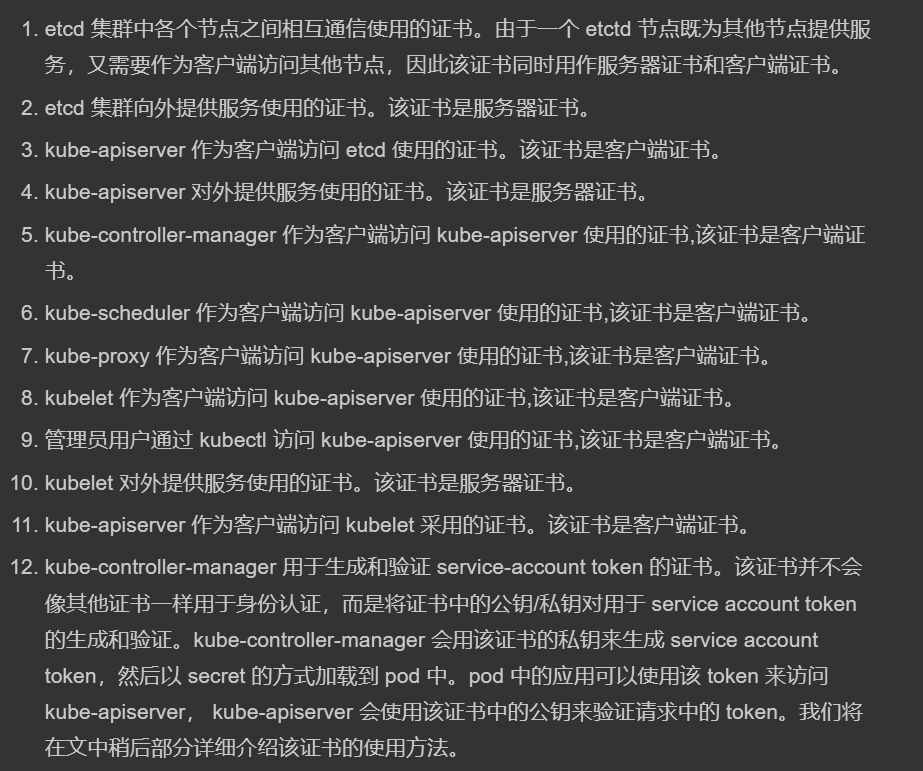 1. etcd 集群中各个节点之间相互通信使用的证书。由于一个 etctd 节点既为其他节点提供服
务，又需要作为客户端访问其他节点，因此该证书同时用作服务器证书和客户端证书。
2. etcd 集群向外提供服务使用的证书。该证书是服务器证书。
3. kube-apiserver 作为客户端访问 etcd 使用的证书。该证书是客户端证书。
4. kube-apiserver 对外提供服务使用的证书。该证书是服务器证书。
5. kube-controller-manager 作为客户端访问 kube-apiserver 使用的证书,该证书是客户端证
书。
6. kube-scheduler 作为客户端访问 kube-apiserver 使用的证书,该证书是客户端证书。
7. kube-proxy 作为客户端访问 kube-apiserver 使用的证书,该证书是客户端证书。
8. kubelet 作为客户端访问 kube-apiserver 使用的证书,该证书是客户端证书。
9. 管理员用户通过 kubectl 访问 kube-apiserver 使用的证书,该证书是客户端证书。
10. kubelet 对外提供服务使用的证书。该证书是服务器证书。
11. kube-apiserver 作为客户端访问 kubelet 采用的证书。该证书是客户端证书。
12. kube-controller-manager 用于生成和验证 service-account token 的证书。该证书并不会
像其他证书一样用于身份认证，而是将证书中的公钥/私钥对用于 service account token
的生成和验证。kube-controller-manager 会用该证书的私钥来生成 service account
token，然后以 secret 的方式加载到 pod 中。pod 中的应用可以使用该 token 来访问
kube-apiserver， kube-apiserver 会使用该证书中的公钥来验证请求中的 token。我们将
在文中稍后部分详细介绍该证书的使用方法。